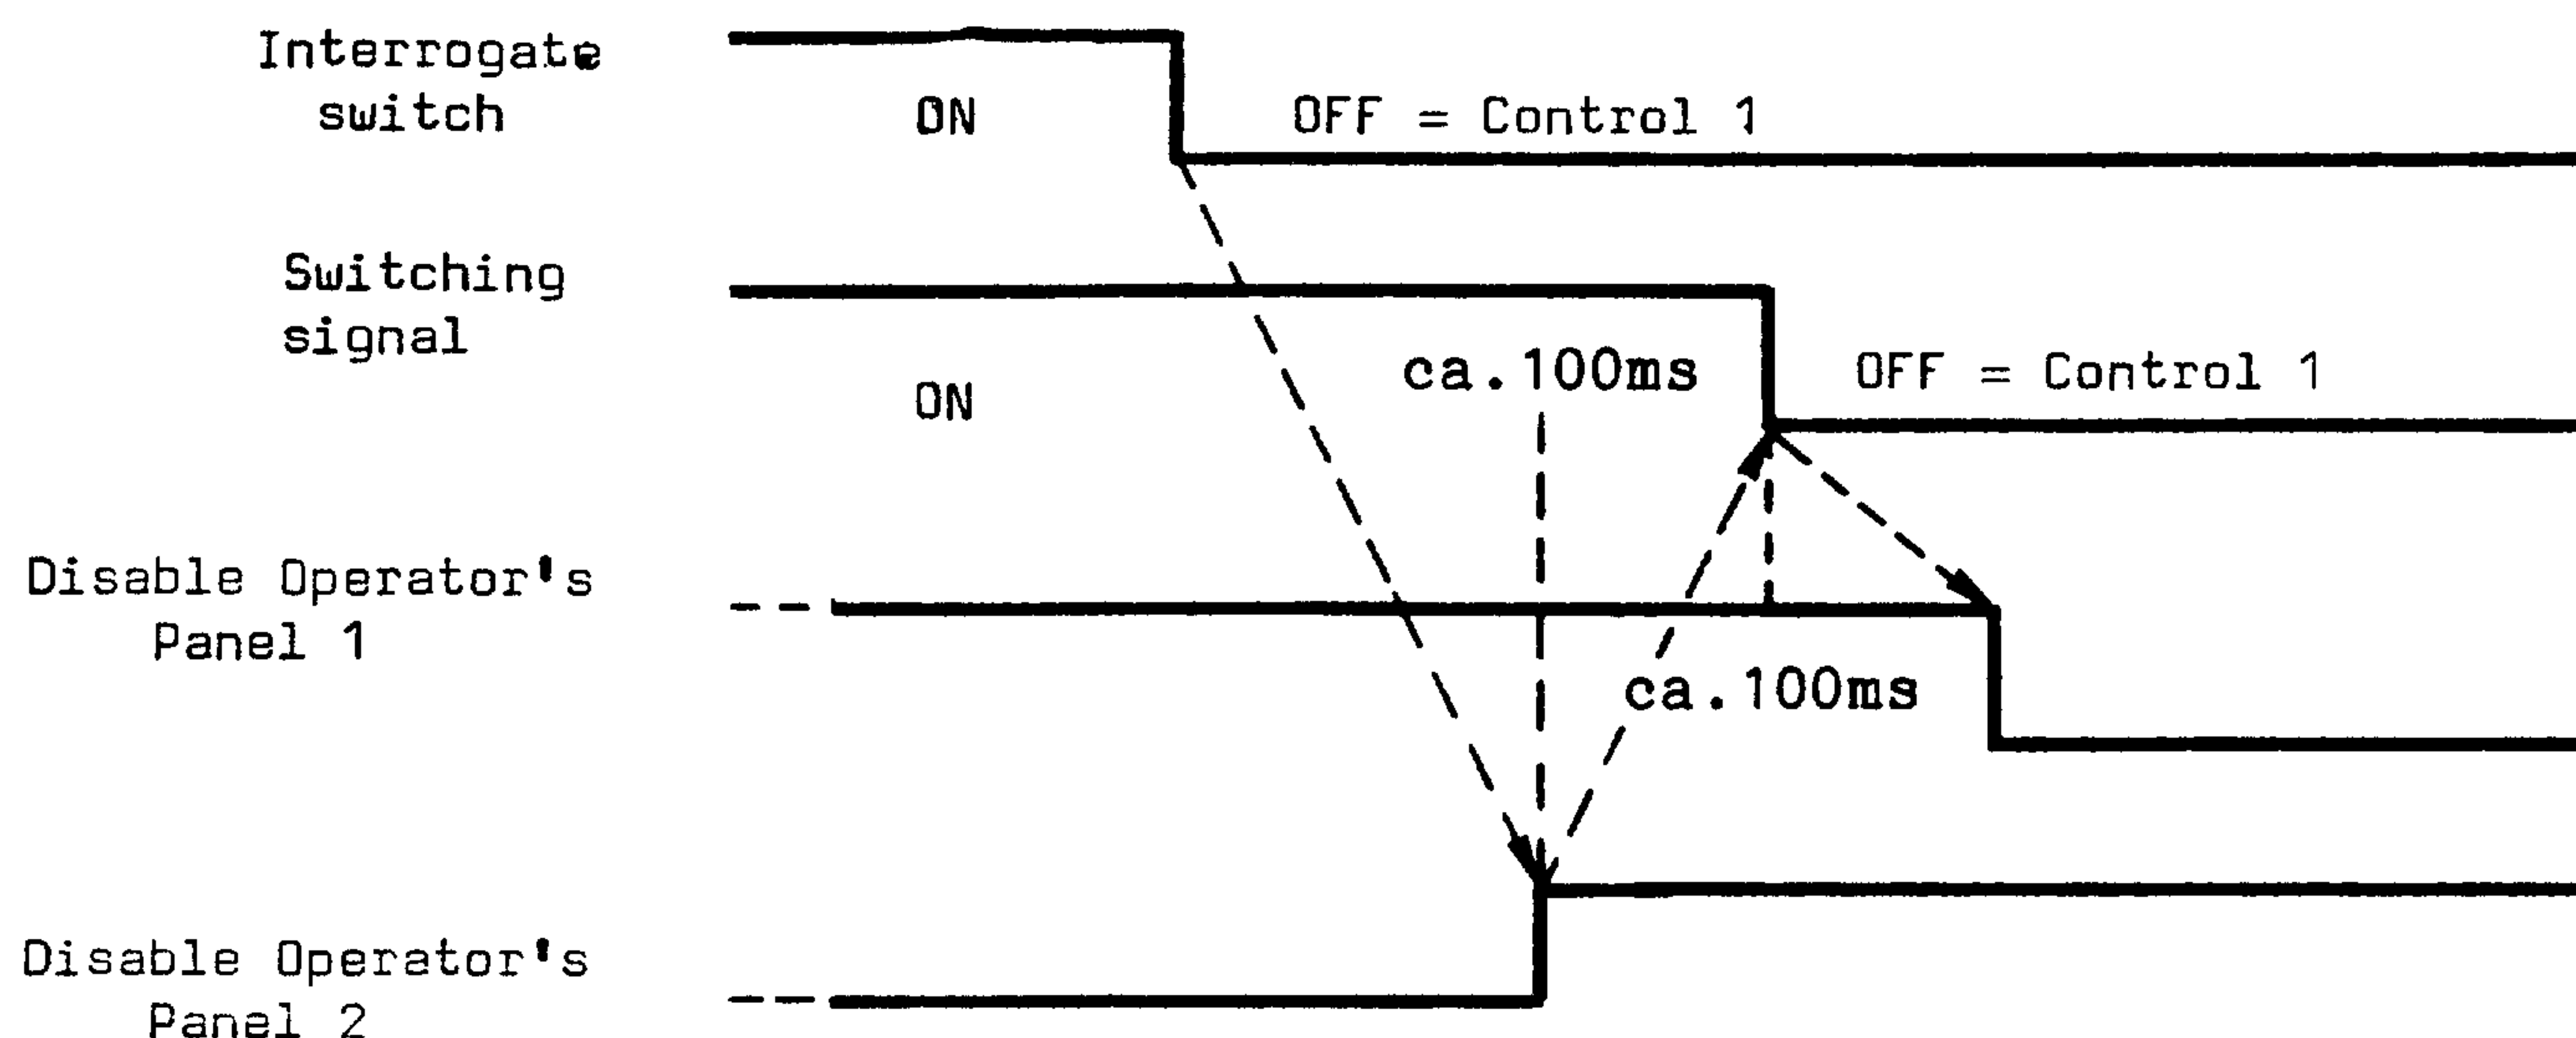 Interrogate
switch
ON
OFF = Control 1
Switching
signal
ON
ca.100ms
OFF = Control 1
Disable Operator's
Panel 1
ca.100ms
Disable Operator's
Panel 2